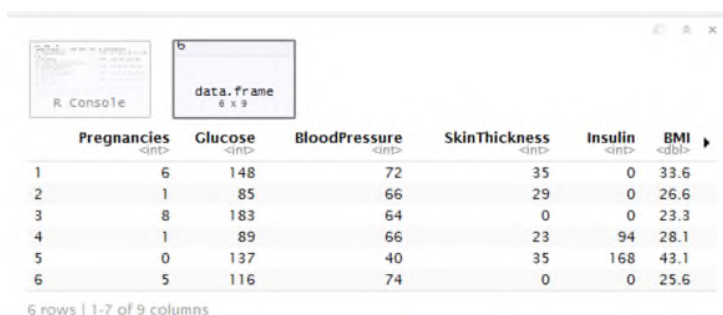 6
R Console
data.frame
6 x 9
Pregnancies Glucose BloodPressure SkinThickness Insulin BMI
<int> <int> <int> <int> <int> <dbl>
1 6 148 72 35 0 33.6
2 1 85 66 29 0 26.6
3 8 183 64 0 0 23.3
4 1 89 66 23 94 28.1
5 0 137 40 35 168 43.1
6 5 116 74 0 0 25.6
6 rows | 1-7 of 9 columns